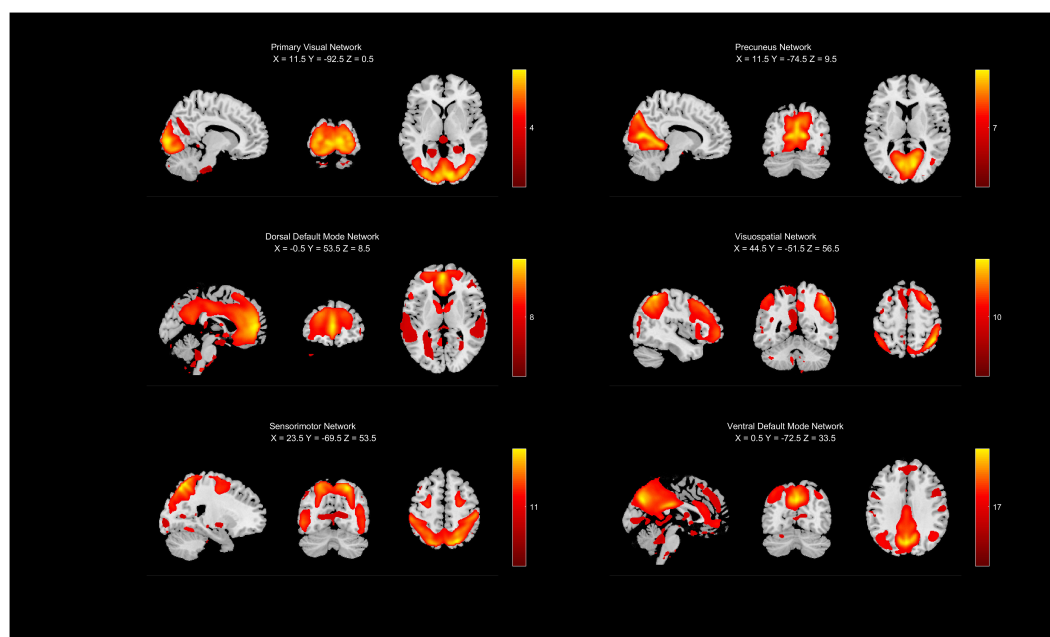 Primary Visual Network
X = 11.5 Y = -92.5 Z = 0.5
4
Precuneus Network
X = 11.5 Y = -74.5 Z = 9.5
7
Dorsal Default Mode Network
X = -0.5 Y = 53.5 Z = 8.5
8
Visuospatial Network
X = 44.5 Y = -51.5 Z = 56.5
10
Sensorimotor Network
X = 23.5 Y = -69.5 Z = 53.5
11
Ventral Default Mode Network
X = 0.5 Y = -72.5 Z = 33.5
17